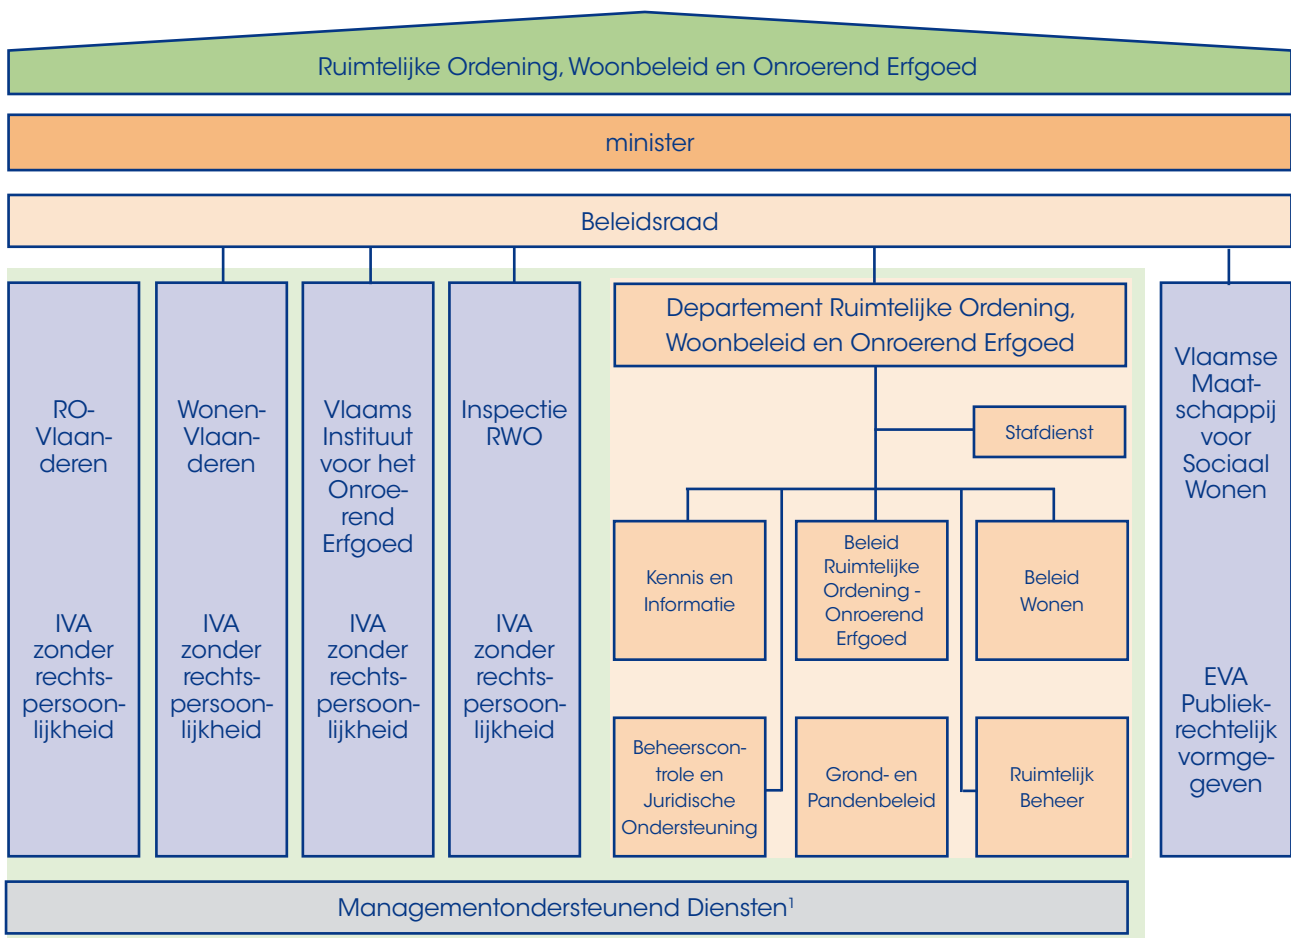 Ruimtelijke Ordening, Woonbeleid en Onroerend Erfgoed
minister
Beleidsraad
RO-
Vlaan-
deren
IVA
zonder
rechts-
persoon-
lijkheid
Wonen-
Vlaan-
deren
IVA
zonder
rechts-
persoon-
lijkheid
Vlaams
Instituut
voor het
Onroe-
rend
Erfgoed
IVA
zonder
rechts-
persoon-
lijkheid
Inspectie
RWO
IVA
zonder
rechts-
persoon-
lijkheid
Departement Ruimtelijke Ordening,
Woonbeleid en Onroerend Erfgoed
Stafdienst
Kennis en
Informatie
Beleid
Ruimtelijke
Ordening -
Onroerend
Erfgoed
Beleid
Wonen
Beheerscon-
trole en
Juridische
Ondersteuning
Grond- en
Pandenbeleid
Ruimtelijk
Beheer
Vlaamse
Maat-
schappij
voor
Sociaal
Wonen
EVA
Publiek-
rechtelijk
vormge-
geven
Managementondersteunend Diensten¹